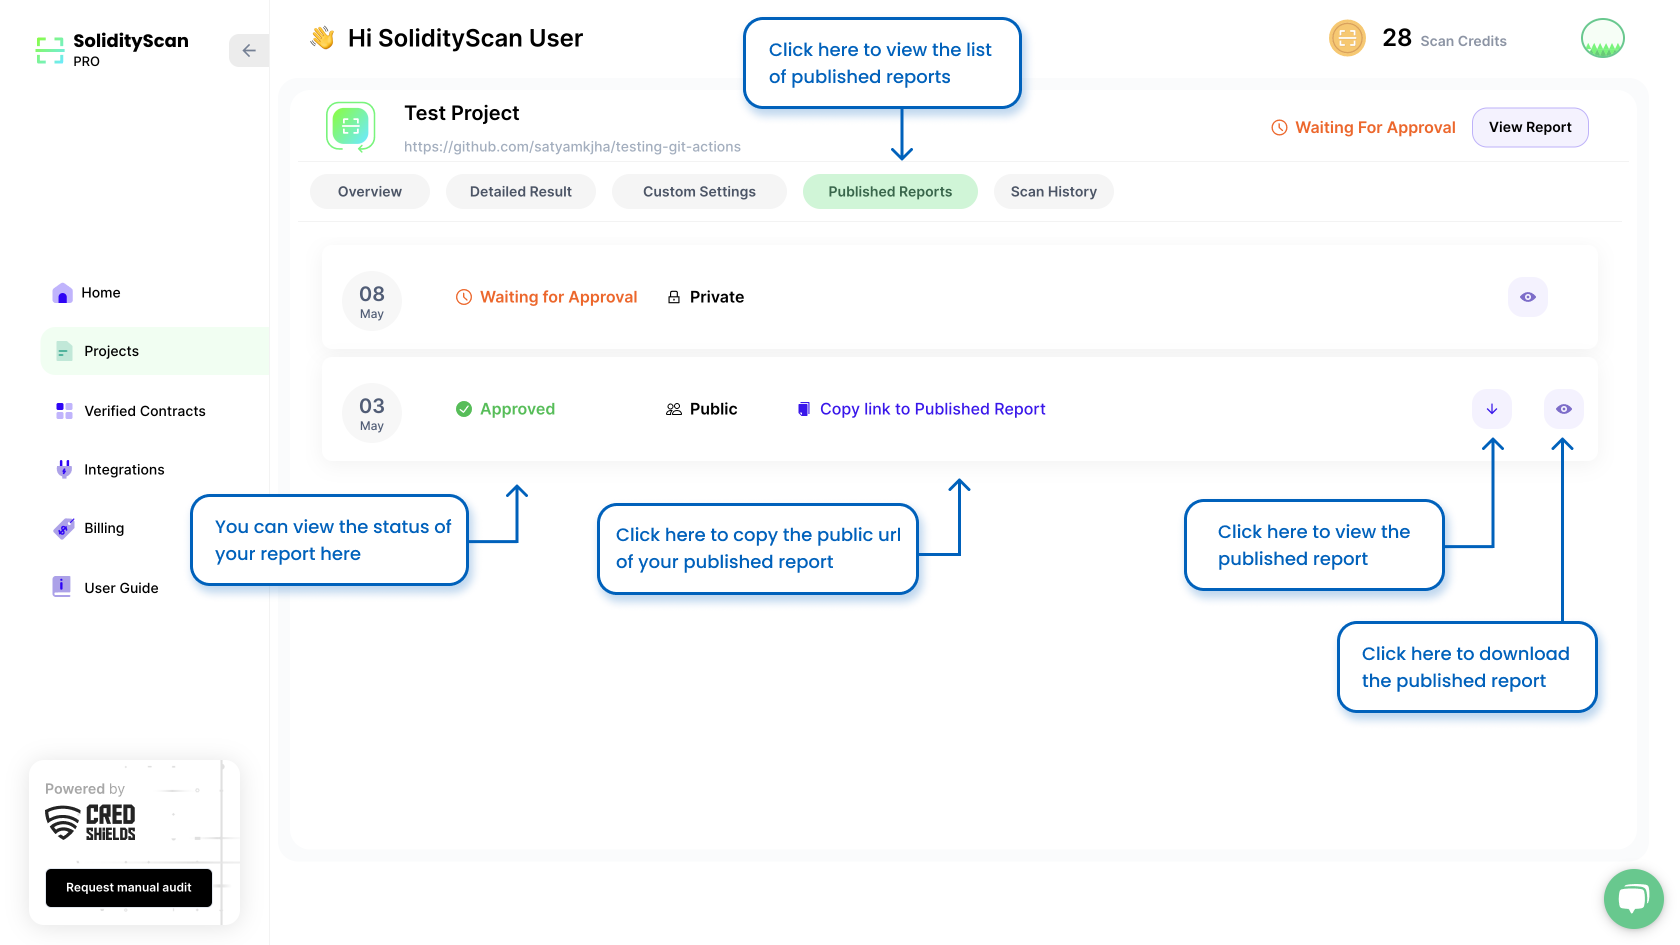 SolidityScan
PRO
Hi SolidityScan User
Click here to view the list
of published reports
28 Scan Credits
Test Project
https://github.com/satyamkjha/testing-git-actions
Waiting For Approval
View Report
Overview
Detailed Result
Custom Settings
Published Reports
Scan History
08
May
Waiting for Approval
Private
03
May
Approved
Public
Copy link to Published Report
Home
Projects
Verified Contracts
Integrations
Billing
User Guide
You can view the status of
your report here
Click here to copy the public url
of your published report
Click here to view the
published report
Click here to download
the published report
Powered by
CRED
SHiELDS
Request manual audit